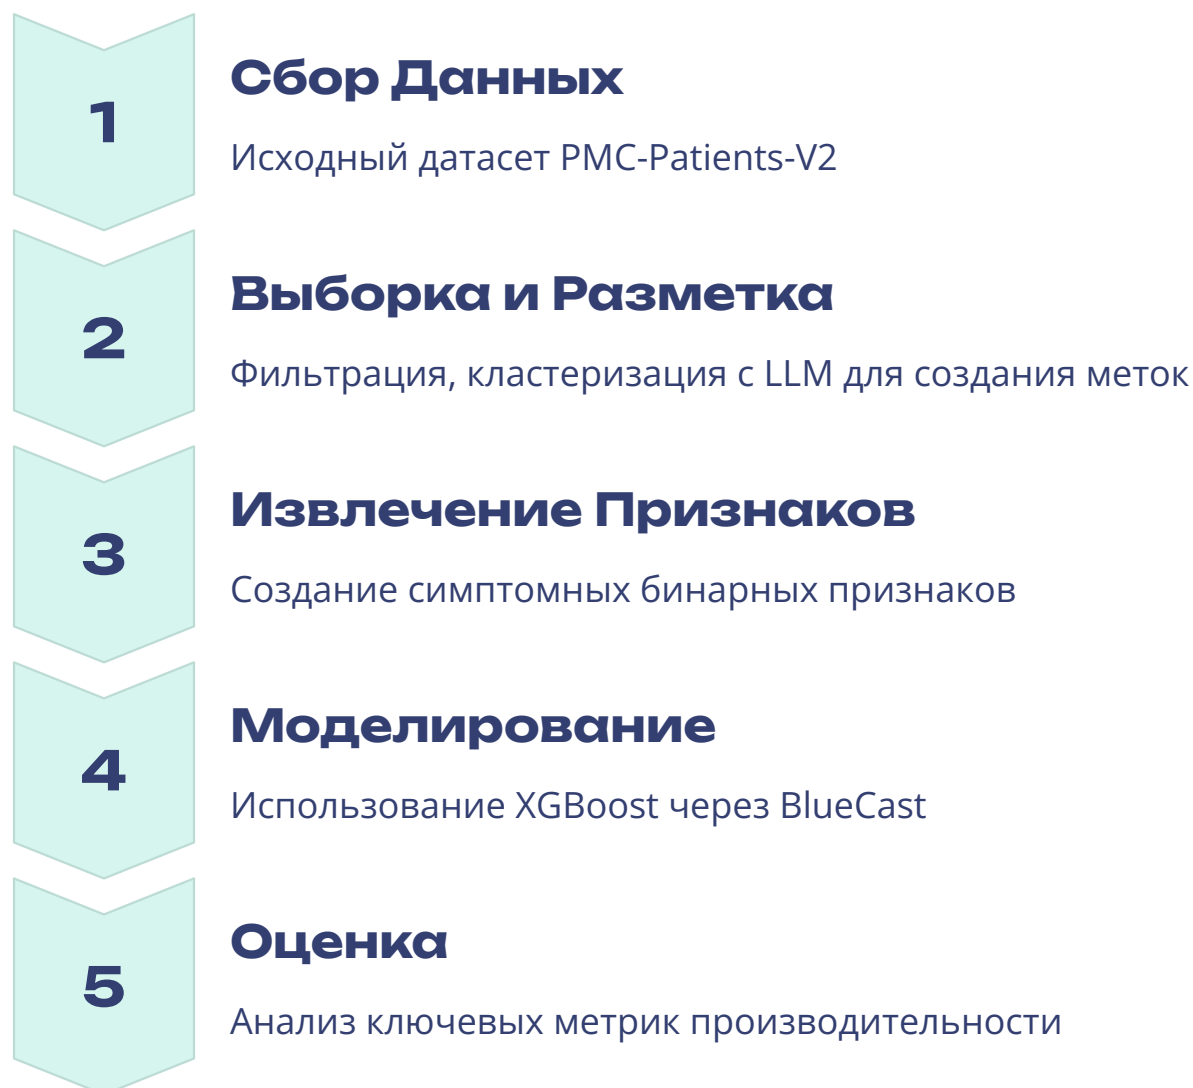 1
Сбор Данных
Исходный датасет PMC-Patients-V2
2
Выборка и Разметка
Фильтрация, кластеризация с LLM для создания меток
3
Извлечение Признаков
Создание симптомных бинарных признаков
4
Моделирование
Использование XGBoost через BlueCast
5
Оценка
Анализ ключевых метрик производительности